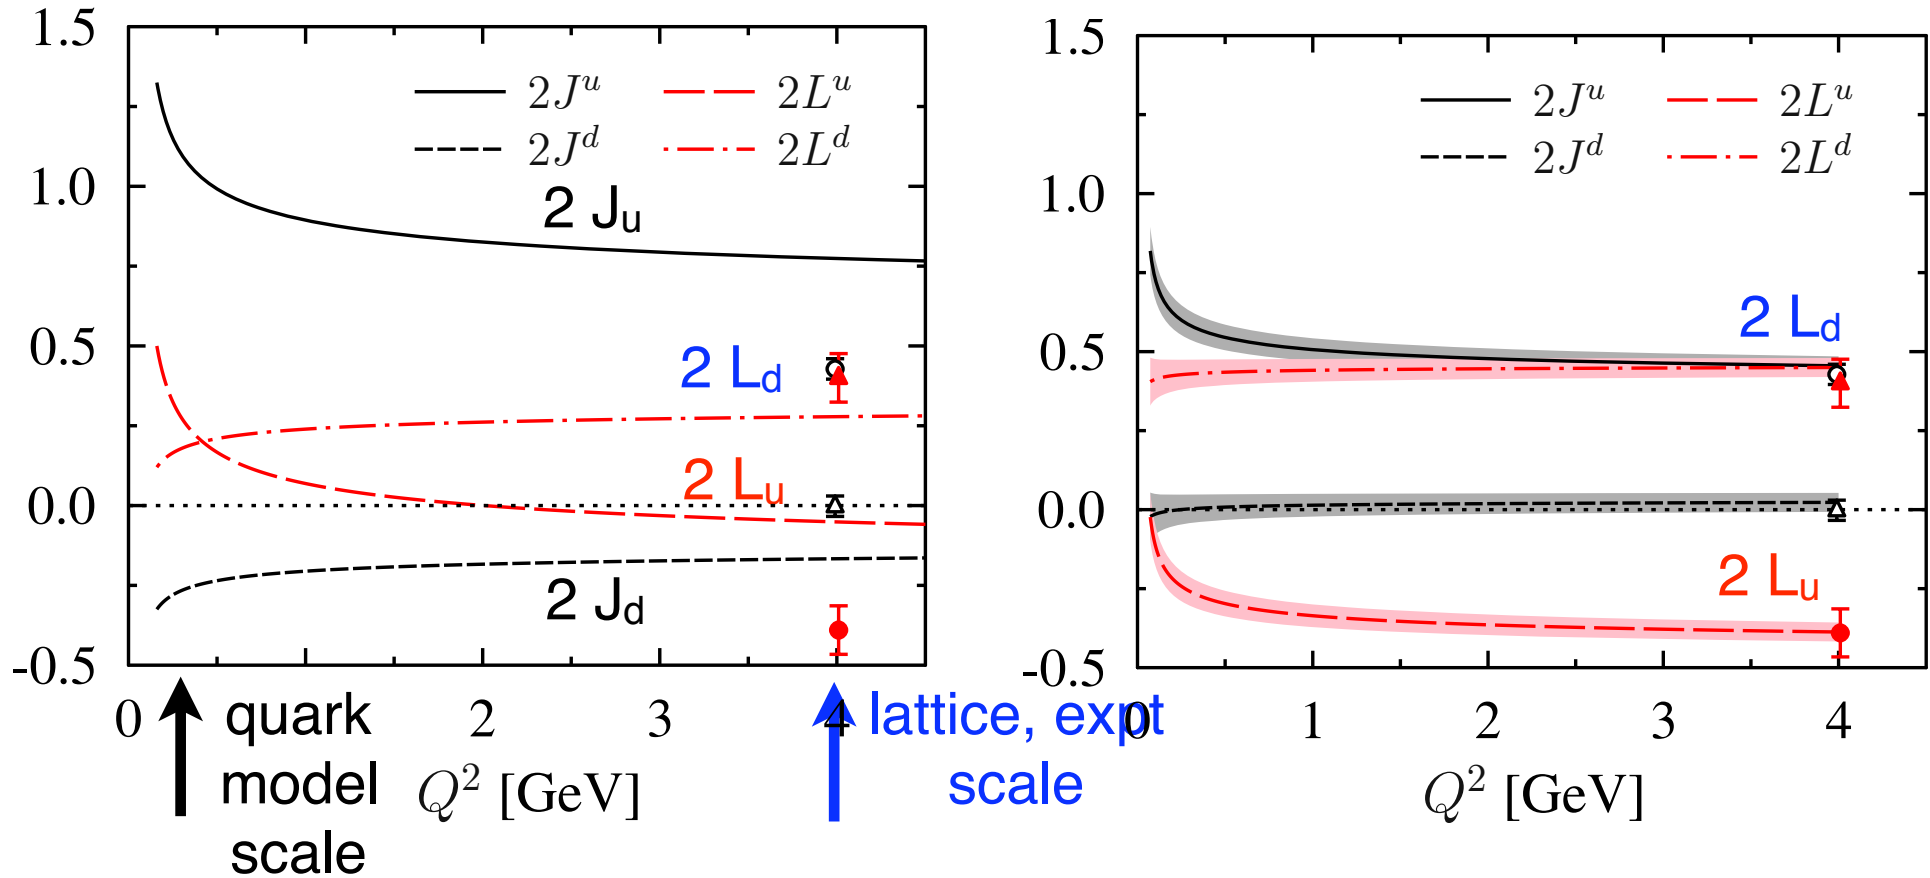 1.5
1.0
0.5
0.0
-0.5
2J^u
2L^u
2J^d
2L^d
2 J_u
2 L_d
2 L_u
2 J_d
0 2 3 4
quark
model
scale
Q^2 [GeV]
lattice, expt
scale
1.5
1.0
0.5
0.0
-0.5
2J^u
2L^u
2J^d
2L^d
2 L_d
2 L_u
0 1 2 3 4
Q^2 [GeV]